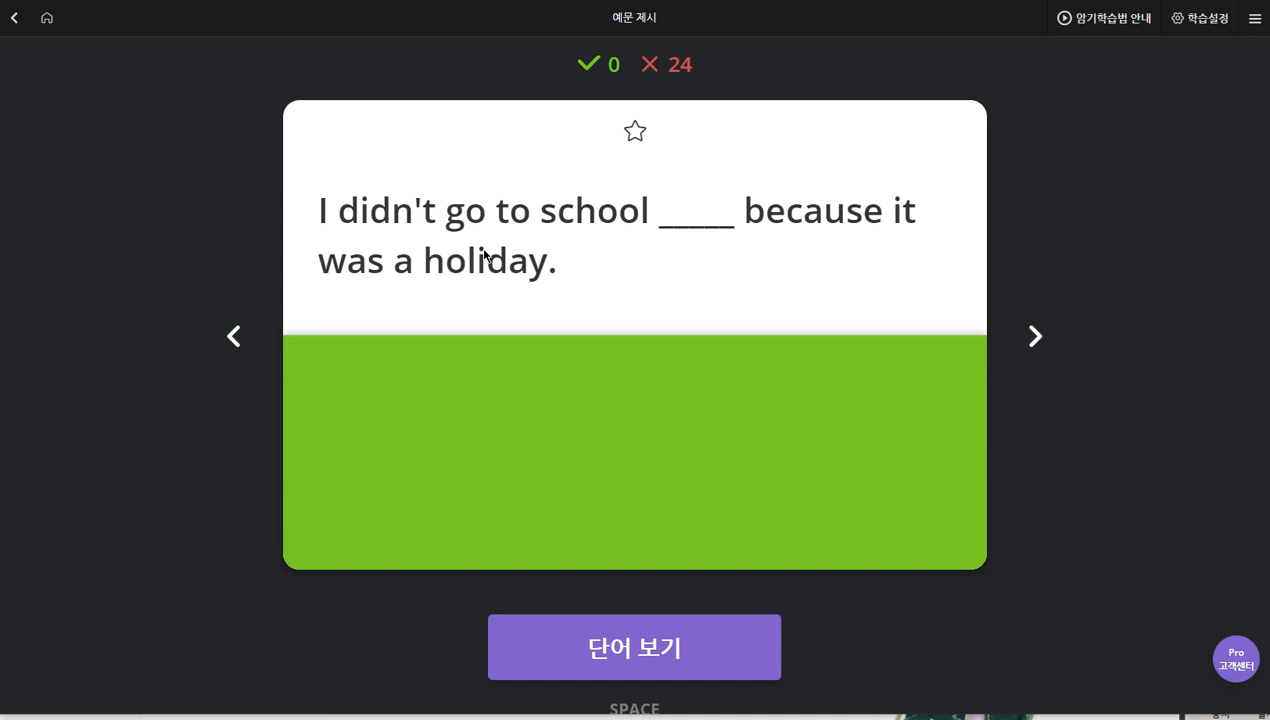 예문 제시
암기학습법 안내
학습설정
0
24
I didn't go to school _____ because it
was a holiday.
단어 보기
SPACE
Pro
고객센터